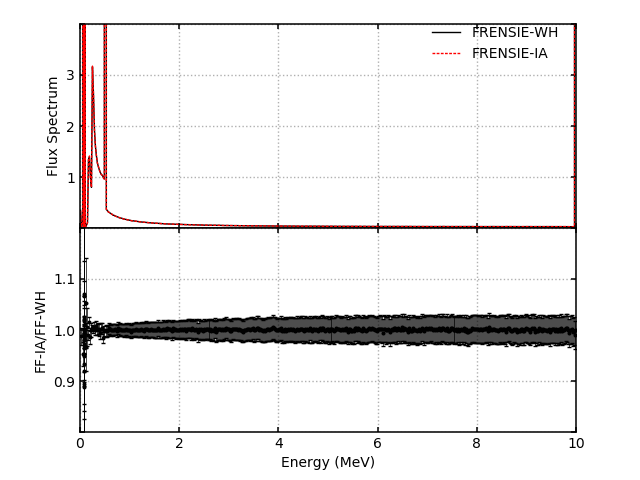 FRENSIE-WH
FRENSIE-IA
3
2
1
Flux Spectrum
1.1
1.0
0.9
FF-IA/FF-WH
0 2 4 6 8 10
Energy (MeV)